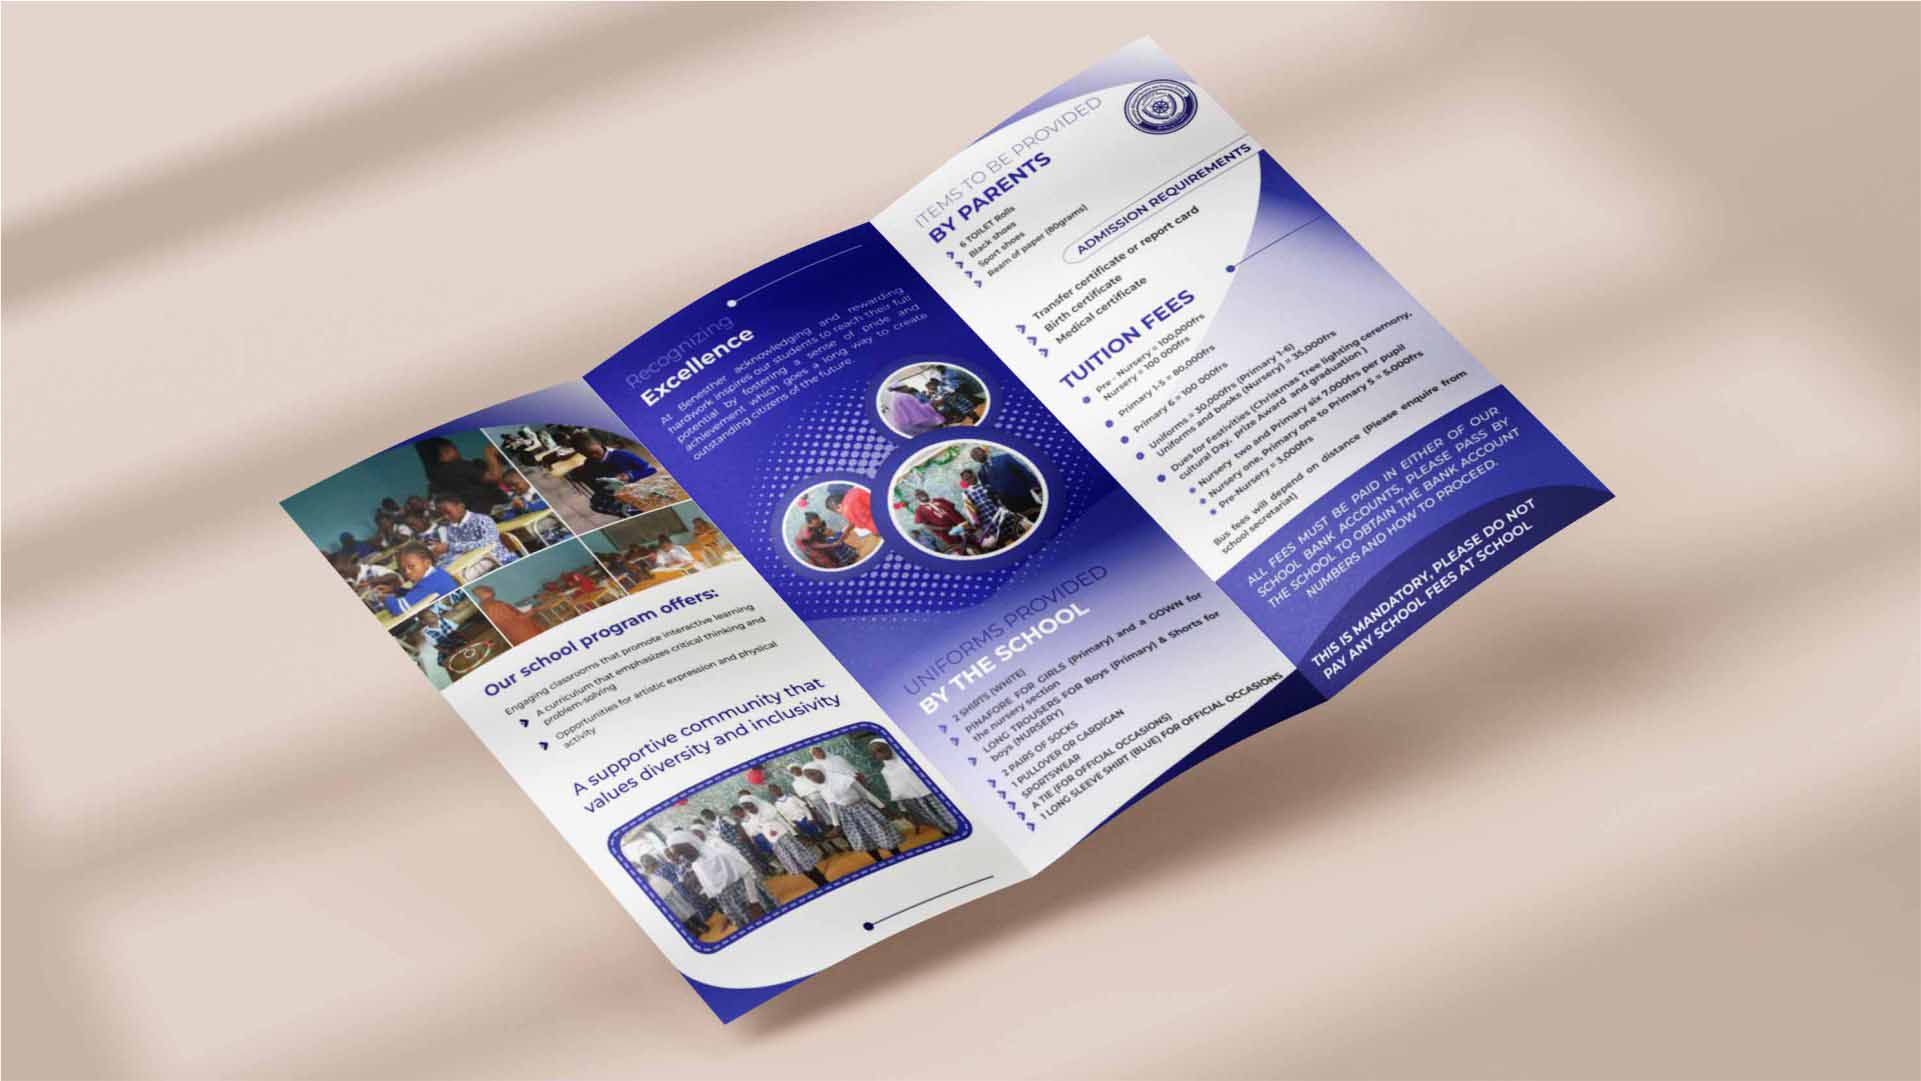 Our school program offers:
Engaging classrooms that promote interactive learning
A curriculum that emphasizes critical thinking and
problem-solving
Opportunities for artistic expression and physical
activity
A supportive community that
values diversity and inclusivity
Recognizing
Excellence
At Benesther acknowledging and rewarding
hardwork inspires our students to reach their full
potential by fostering a sense of pride and
achievement which goes a long way to create
outstanding citizens of the future.
UNIFORMS PROVIDED
BY THE SCHOOL
2 SHIRTS (WHITE)
PINAFORE FOR GIRLS (Primary) and a GOWN for
the nursery section
LONG TROUSERS FOR Boys (Primary) & Shorts for
boys (NURSERY)
2 PAIRS OF SOCKS
1 PULLOVER OR CARDIGAN
SPORTSWEAR
A TIE (FOR OFFICIAL OCCASIONS)
1 LONG SLEEVE SHIRT (BLUE) FOR OFFICIAL OCCASIONS
ITEMS TO BE PROVIDED
BY PARENTS
6 TOILET Rolls
Black shoes
Sport shoes
Ream of paper (80grams)
ADMISSION REQUIREMENTS
Transfer certificate or report card
Birth certificate
Medical certificate
TUITION FEES
Pre - Nursery = 100,000frs
Nursery = 100 000frs
Primary 1-5 = 80,000frs
Primary 6 = 100 000frs
Uniforms = 30,000frs (Primary 1-6)
Uniforms and books (Nursery) = 35,000frs
Dues for Festivities (Christmas Tree lighting ceremony,
cultural Day, prize Award and graduation )
Nursery two and Primary six 7.000frs per pupil
Nursery one, Primary one to Primary 5 = 5.000frs
Pre-Nursery = 3,000frs
Bus fees will depend on distance (Please enquire from
school secretariat)
ALL FEES MUST BE PAID IN EITHER OF OUR
SCHOOL BANK ACCOUNTS, PLEASE PASS BY
THE SCHOOL TO OBTAIN THE BANK ACCOUNT
NUMBERS AND HOW TO PROCEED.
THIS IS MANDATORY, PLEASE DO NOT
PAY ANY SCHOOL FEES AT SCHOOL